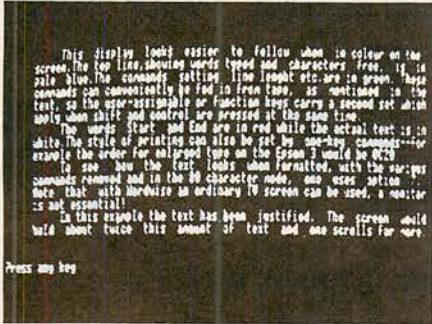 This display looks easier to follow when in colour on the
screen.The top line,showing words typed and characters free is in
pale blue.The commands setting line lenght etc.are in green. These
commands can conveniently be fed in from tape, as mentioned in the
text, so the user-assignable or function keys carry a second set which
apply when shift and control are pressed at the same time.
The words Start and End are in red while the actual text is in
white.The style of printing can also be set by one-key commands--for
example the order for enlarged type on the Epson 3 would be
To see how the text looks when formatted, with the various
commands removed and in the 80 character mode, one uses option
Note that with Wordwise an ordinary TV screen can be used, a monitor
is not essential!
In this example the text has been justified. The screen would
hold about twice this amount of text and one scrolls for more.
Press any key